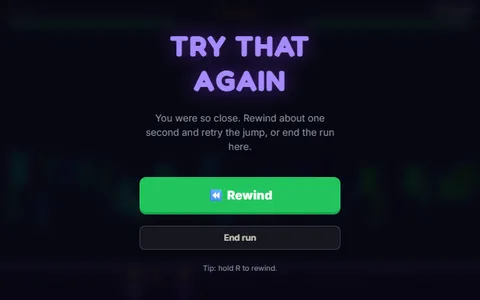 TRY THAT
AGAIN
You were so close. Rewind about one
second and retry the jump, or end the run
here.
⏪ Rewind
End run
Tip: hold R to rewind.